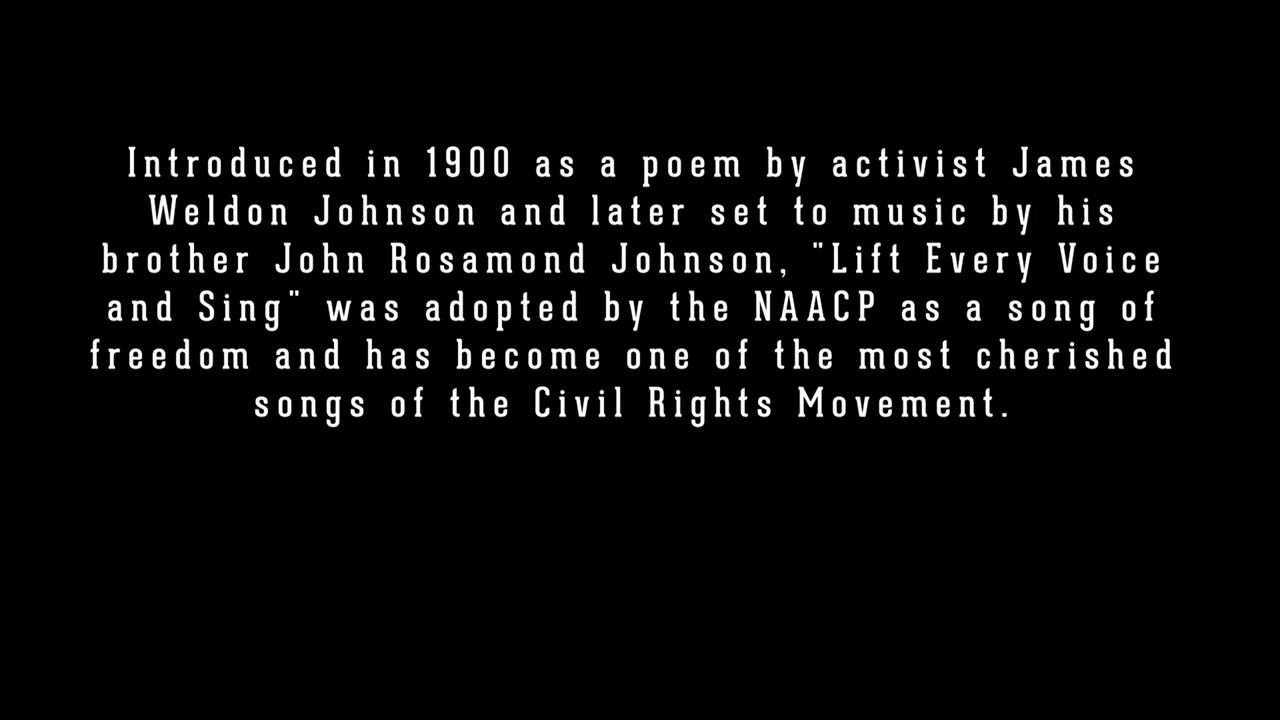 Introduced in 1900 as a poem by activist James
Weldon Johnson and later set to music by his
brother John Rosamond Johnson, "Lift Every Voice
and Sing" was adopted by the NAACP as a song of
freedom and has become one of the most cherished
songs of the Civil Rights Movement.